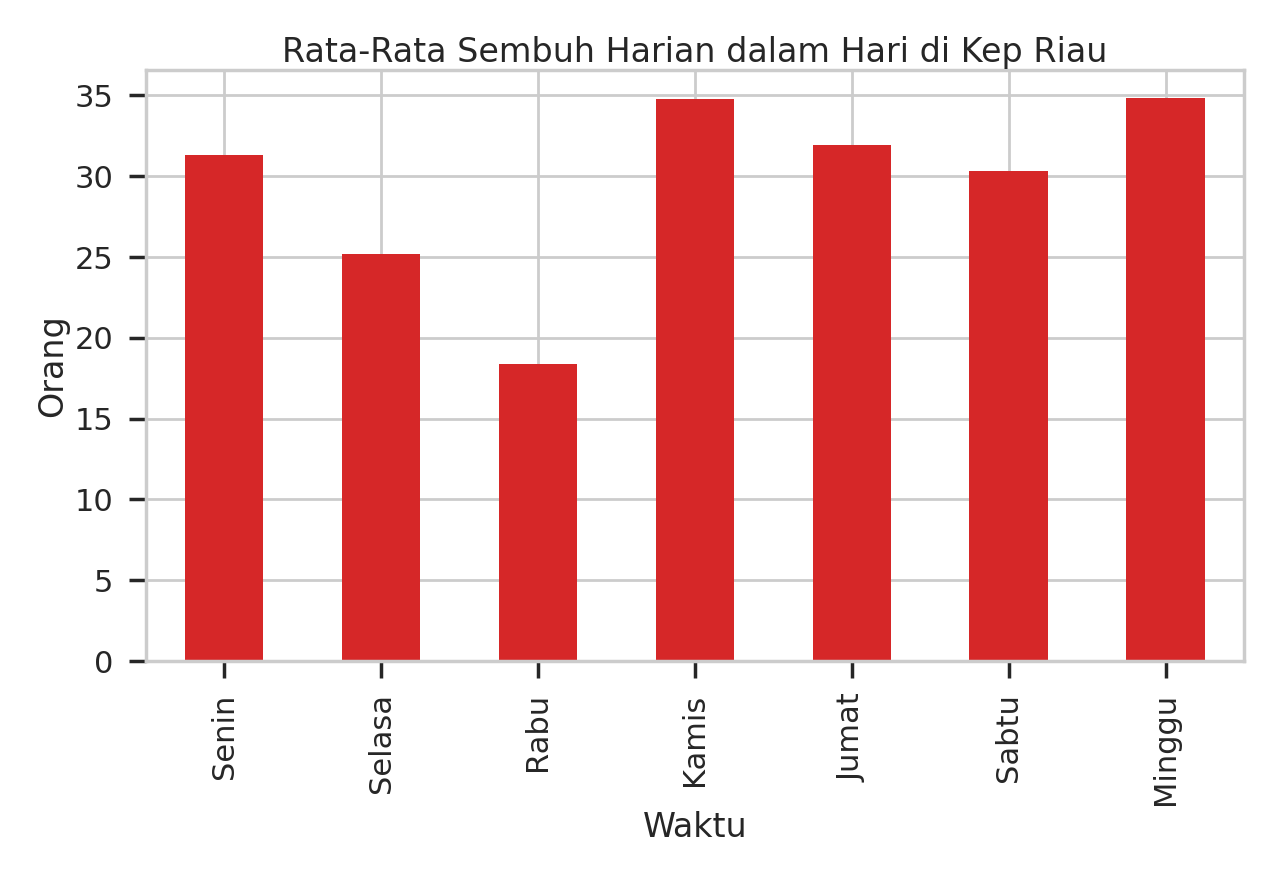 Rata-Rata Sembuh Harian dalam Hari di Kep Riau
35
30
25
20
15
10
5
0
Orang
Senin
Selasa
Rabu
Kamis
Jumat
Sabtu
Minggu
Waktu